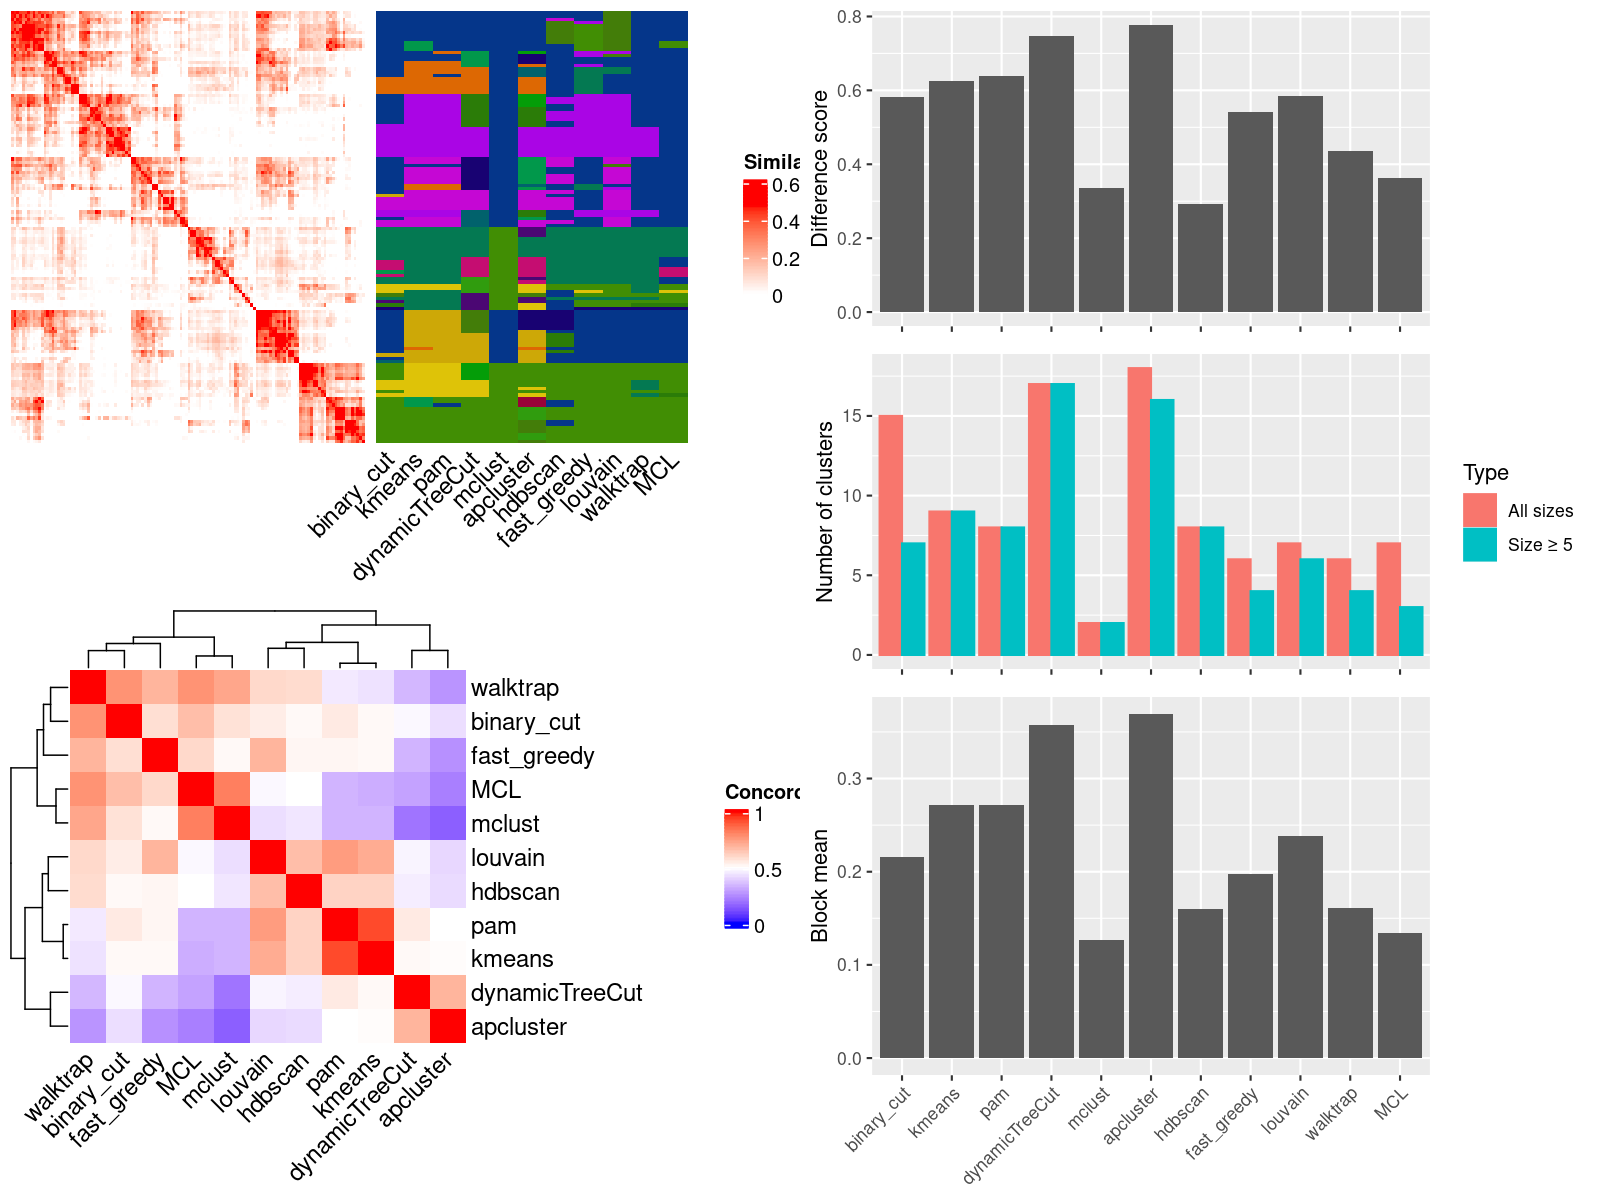 Simila
0.6
0.4
0.2
0
binary_cut
kmeans
pam
dynamicTreeCut
mclust
apcluster
hdbscan
fast_greedy
louvain
walktrap
MCL
Difference score
0.8
0.6
0.4
0.2
0.0
Number of clusters
15
10
5
0
Type
All sizes
Size ≥ 5
Concord
1
0.5
0
walktrap
binary_cut
fast_greedy
MCL
mclust
louvain
hdbscan
pam
kmeans
dynamicTreeCut
apcluster
walktrap
binary_cut
fast_greedy
MCL
mclust
louvain
hdbscan
pam
kmeans
dynamicTreeCut
apcluster
Block mean
0.3
0.2
0.1
0.0
binary_cut
kmeans
pam
dynamicTreeCut
mclust
apcluster
hdbscan
fast_greedy
louvain
walktrap
MCL